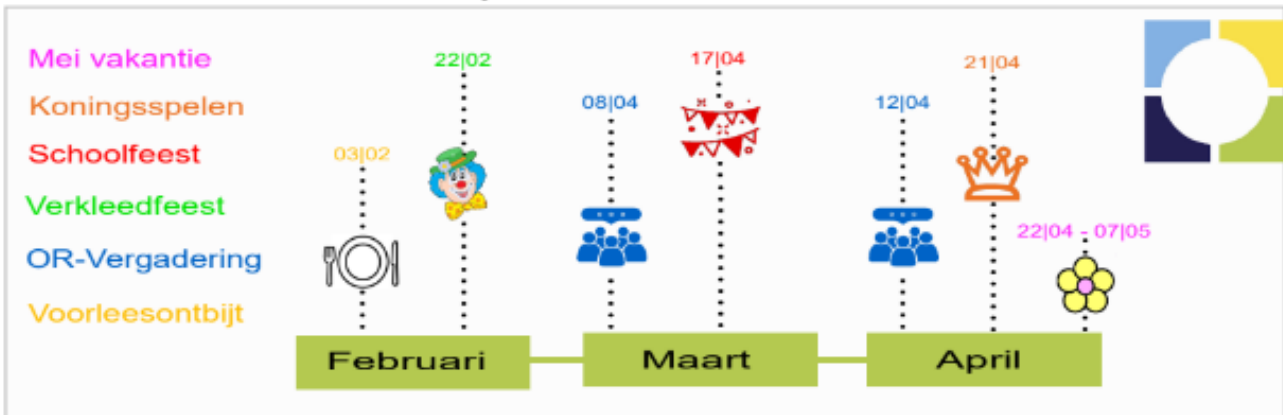 Mei vakantie
Koningsspelen
Schoolfeest
Verkleedfeest
OR-Vergadering
Voorleesontbijt
03|02
22|02
08|04
17|04
12|04
21|04
22|04 - 07|05
Februari
Maart
April